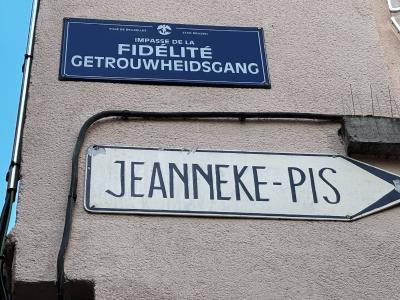 VILLE DE BRUXELLES STAD BRUSSEL
IMPASSE DE LA
FIDÉLITÉ
GETROUWHEIDSGANG
JEANNEKE-PIS